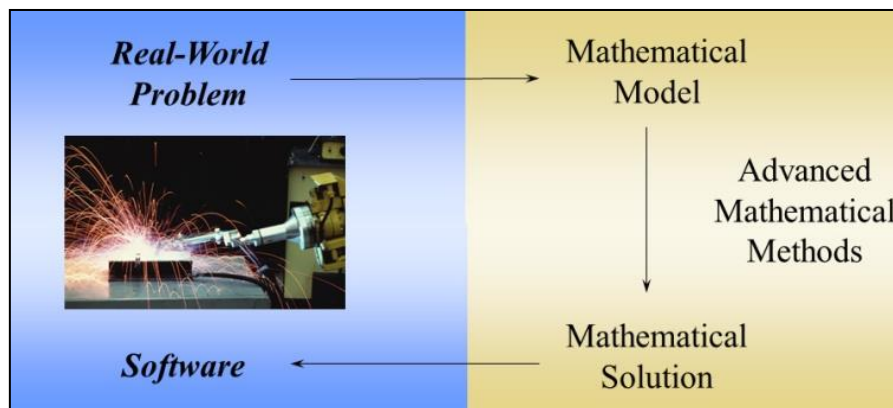 Real-World
Problem
Mathematical
Model
Advanced
Mathematical
Methods
Software
Mathematical
Solution